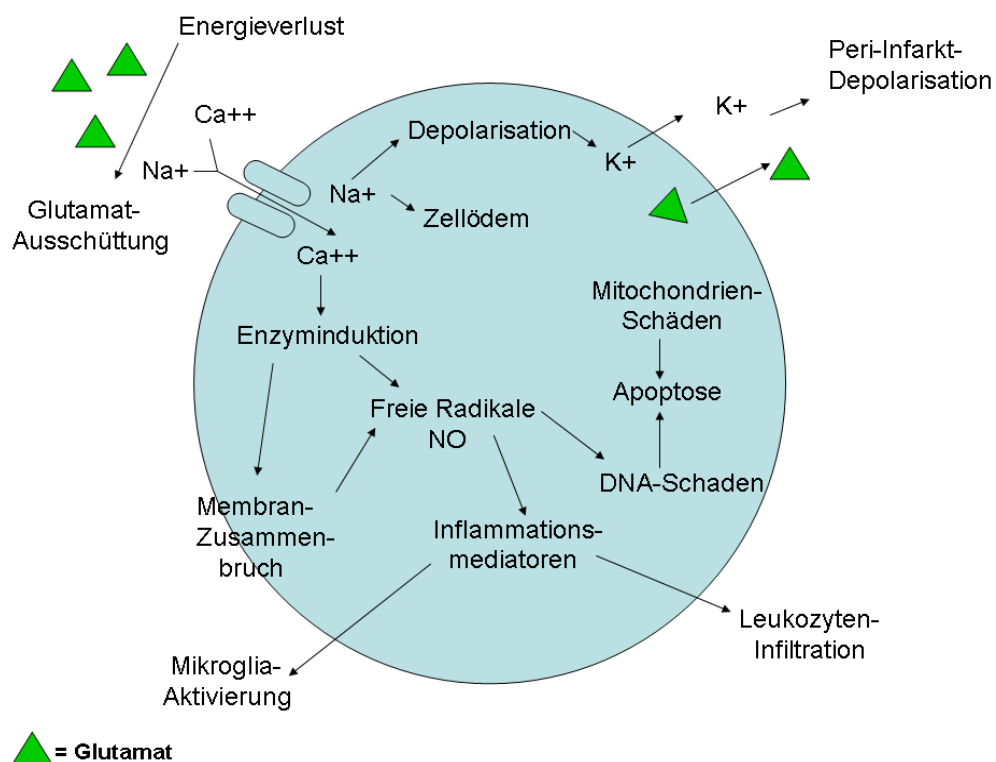 Energieverlust
Peri-Infarkt-
Depolarisation
Ca++
K+
Depolarisation
K+
Na+
Na+
Glutamat-
Ausschüttung
Zellödem
Ca++
Mitochondrien-
Schäden
Enzyminduktion
Apoptose
Freie Radikale
NO
DNA-Schaden
Membran-
Zusammen-
bruch
Inflammations-
mediatoren
Leukozyten-
Infiltration
Mikroglia-
Aktivierung
= Glutamat